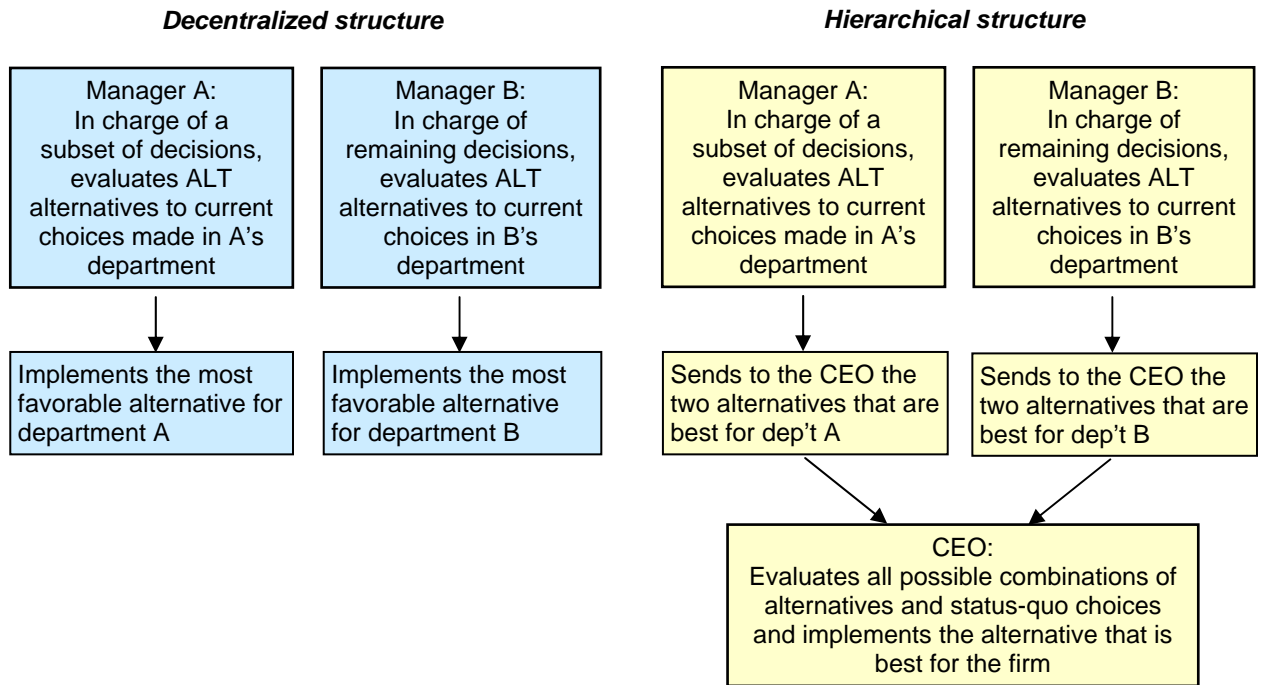 Decentralized structure
Hierarchical structure
Manager A:
In charge of a
subset of decisions,
evaluates ALT
alternatives to current
choices made in A's
department
Manager B:
In charge of
remaining decisions,
evaluates ALT
alternatives to current
choices in B's
department
Manager A:
In charge of a
subset of decisions,
evaluates ALT
alternatives to current
choices made in A's
department
Manager B:
In charge of
remaining decisions,
evaluates ALT
alternatives to current
choices in B's
department
Implements the most
favorable alternative for
department A
Implements the most
favorable alternative
for department B
Sends to the CEO the
two alternatives that are
best for dep't A
Sends to the CEO the
two alternatives that are
best for dep't B
CEO:
Evaluates all possible combinations of
alternatives and status-quo choices
and implements the alternative that is
best for the firm